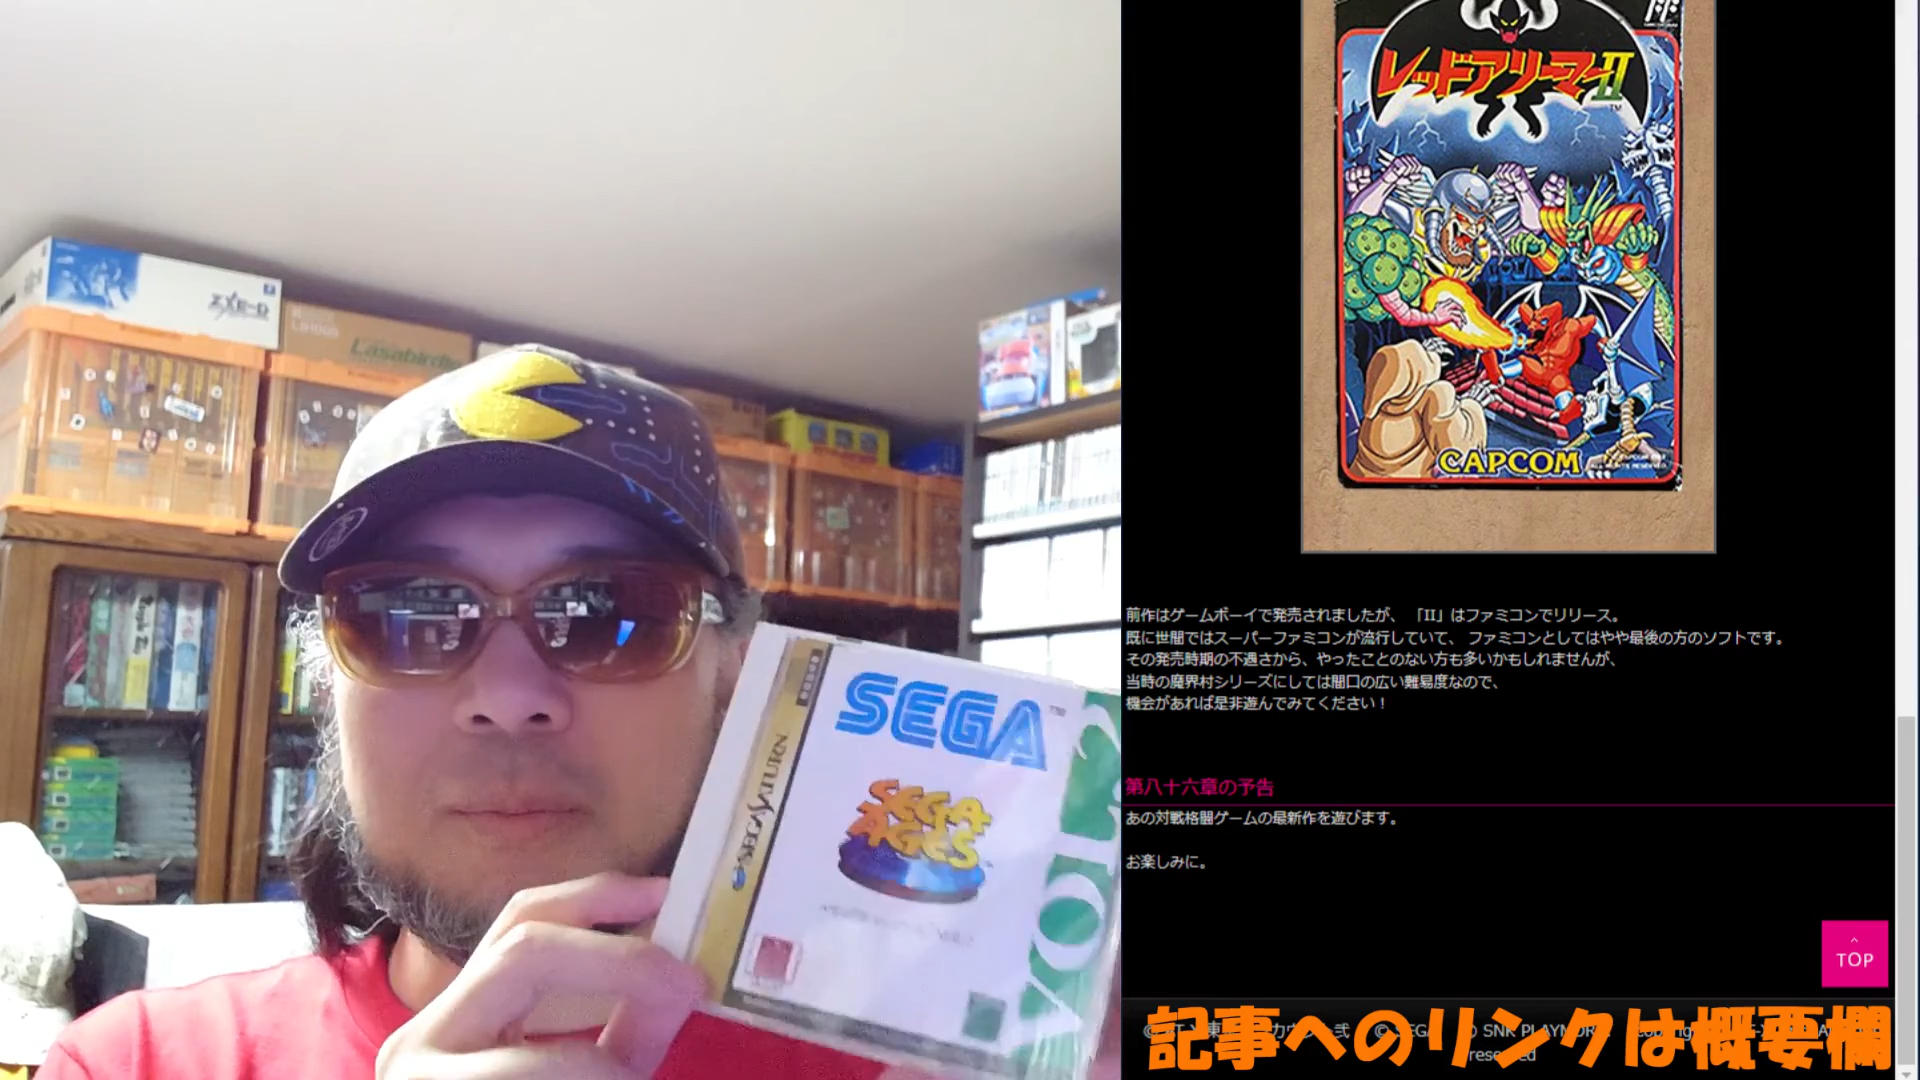 ZXE-D
Lasabirdie
SEGA
TM
SEGA SATURN
SEGA
AGES
VOL.2
レッドアリーマーII
TM
CAPCOM
前作はゲームボーイで発売されましたが、「II」はファミコンでリリース。
既に世間ではスーパーファミコンが流行していて、ファミコンとしてはやや最後の方のソフトです。
その発売時期の不遇さから、やったことのない方も多いかもしれませんが、
当時の魔界村シリーズにしては間口の広い難易度なので、
機会があれば是非遊んでみてください！
第八十六章の予告
あの対戦格闘ゲームの最新作を遊びます。
お楽しみに。
TOP
記事へのリンクは概要欄